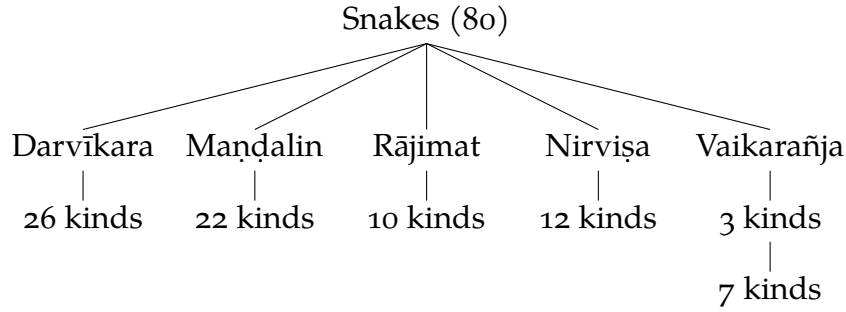 Snakes (80)
Darvīkara Maṇḍalin Rājimat Nirviṣa Vaikarañja
26 kinds 22 kinds 10 kinds 12 kinds 3 kinds
7 kinds